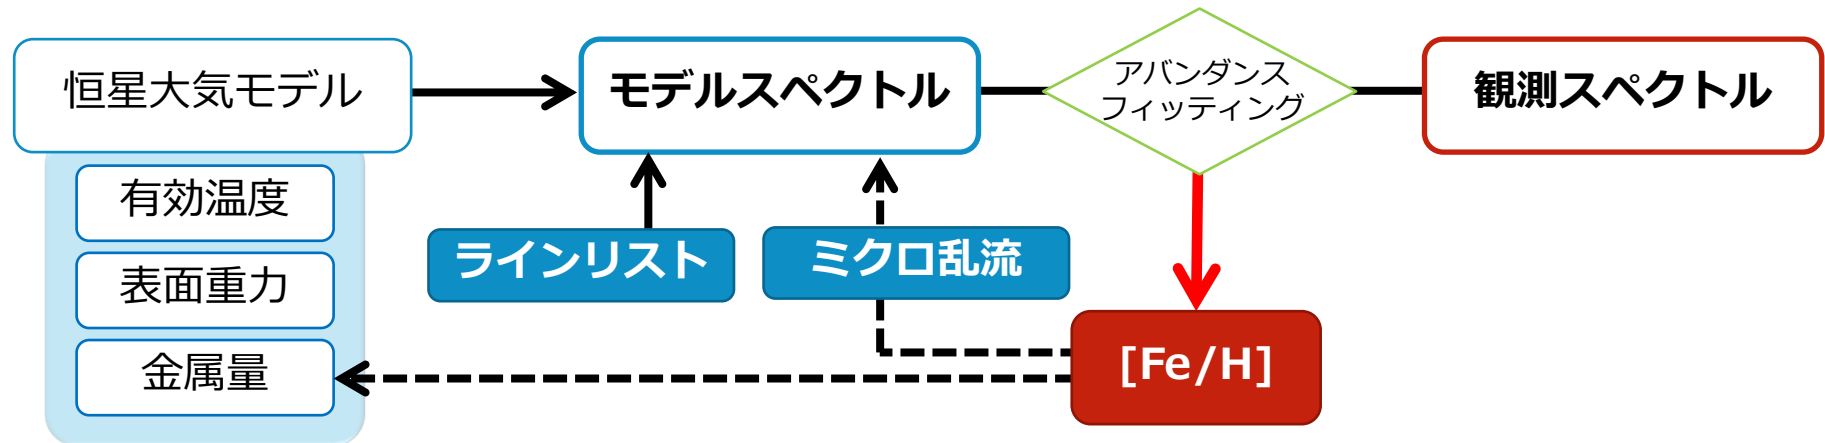 恒星大気モデル
モデルスペクトル
アバンダンス
フィッティング
観測スペクトル
有効温度
表面重力
金属量
ラインリスト
ミクロ乱流
[Fe/H]